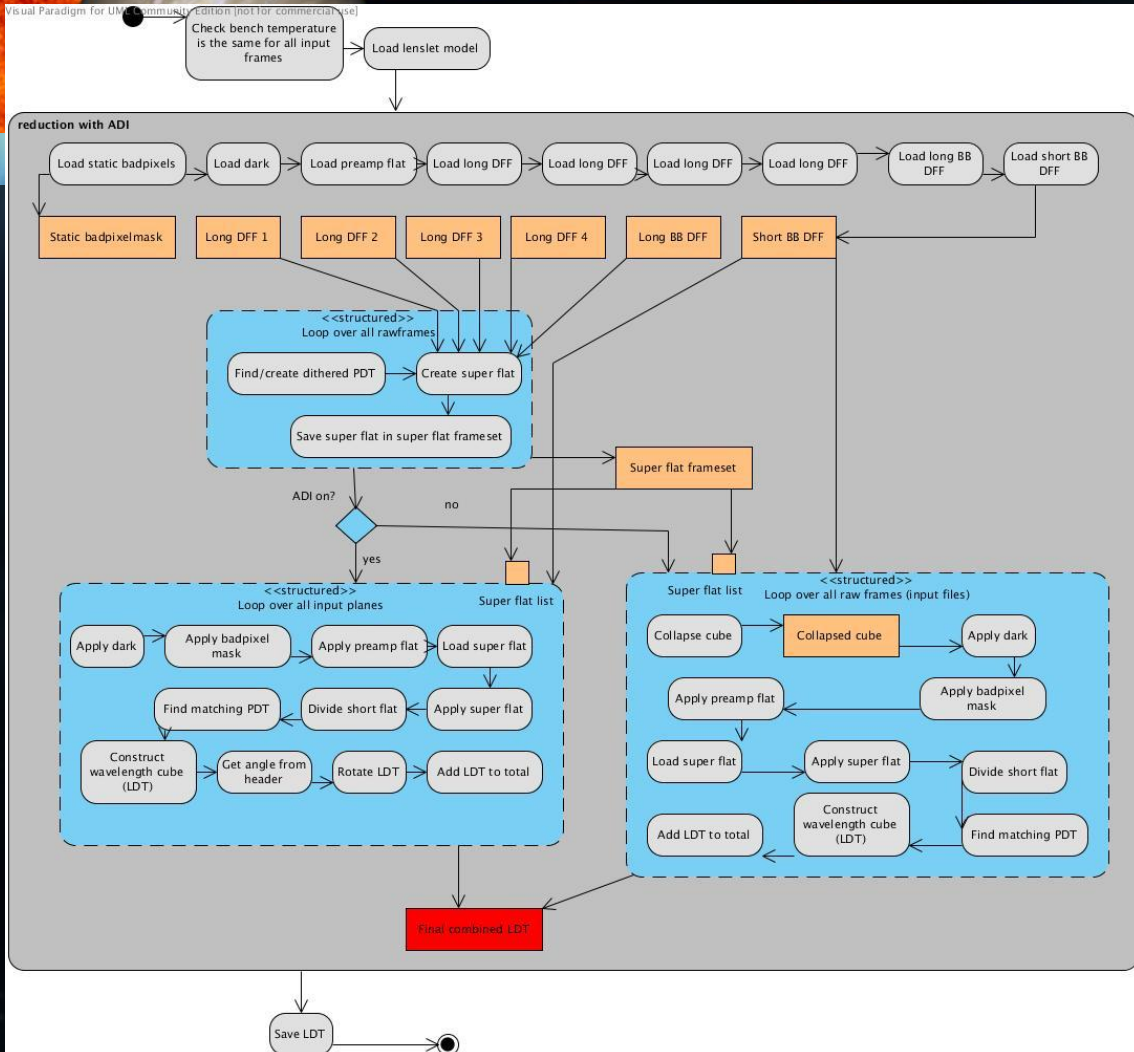 Visual Paradigm for UML Community Edition [not for commercial use]
Check bench temperature
is the same for all input
frames
Load lenslet model
reduction with ADI
Load static badpixels
Load dark
Load preamp flat
Load long DFF
Load long DFF
Load long DFF
Load long DFF
Load long BB
DFF
Load short BB
DFF
Static badpixelmask
Long DFF 1
Long DFF 2
Long DFF 3
Long DFF 4
Long BB DFF
Short BB DFF
<<structured>>
Loop over all rawframes
Find/create dithered PDT
Create super flat
Save super flat in super flat frameset
Super flat frameset
ADI on?
no
yes
<<structured>>
Loop over all input planes
Super flat list
Apply dark
Apply badpixel
mask
Apply preamp flat
Load super flat
Find matching PDT
Divide short flat
Apply super flat
Construct
wavelength cube
(LDT)
Get angle from
header
Rotate LDT
Add LDT to total
Super flat list
<<structured>>
Loop over all raw frames (input files)
Collapse cube
Collapsed cube
Apply dark
Apply preamp flat
Apply badpixel
mask
Load super flat
Apply super flat
Divide short flat
Add LDT to total
Construct
wavelength cube
(LDT)
Find matching PDT
Final combined LDT
Save LDT